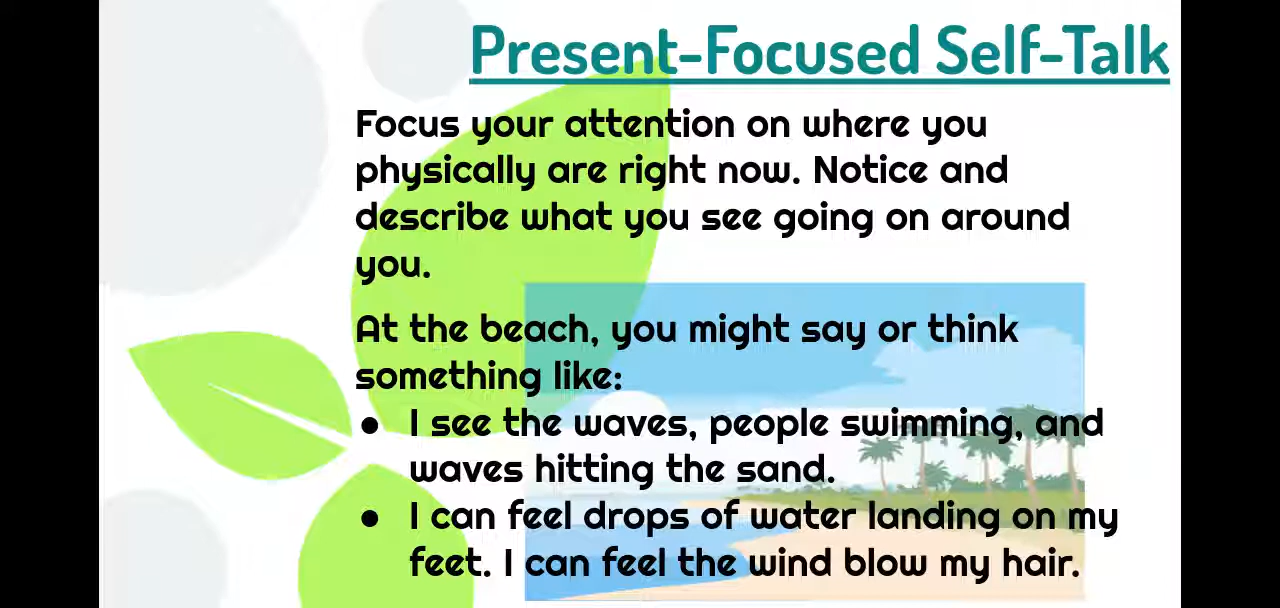 Present-Focused Self-Talk
Focus your attention on where you
physically are right now. Notice and
describe what you see going on around
you.
At the beach, you might say or think
something like:
● I see the waves, people swimming, and
waves hitting the sand.
● I can feel drops of water landing on my
feet. I can feel the wind blow my hair.